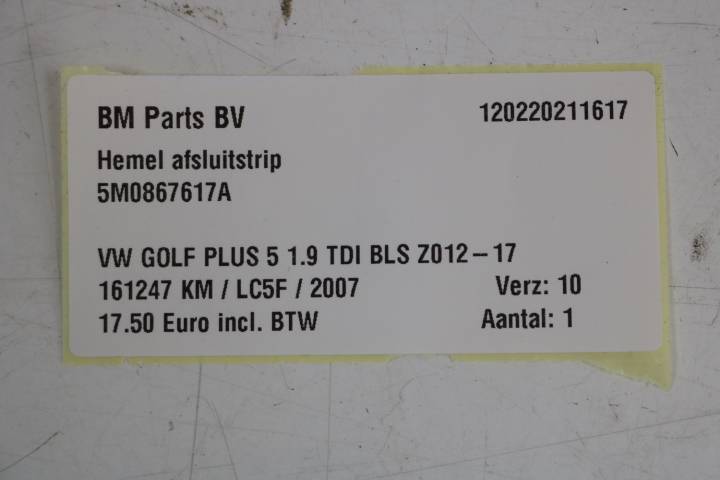 BM Parts BV 120220211617
Hemel afsluitstrip
5M0867617A
VW GOLF PLUS 5 1.9 TDI BLS Z012-17
161247 KM / LC5F / 2007 Verz: 10
17.50 Euro incl. BTW Aantal: 1